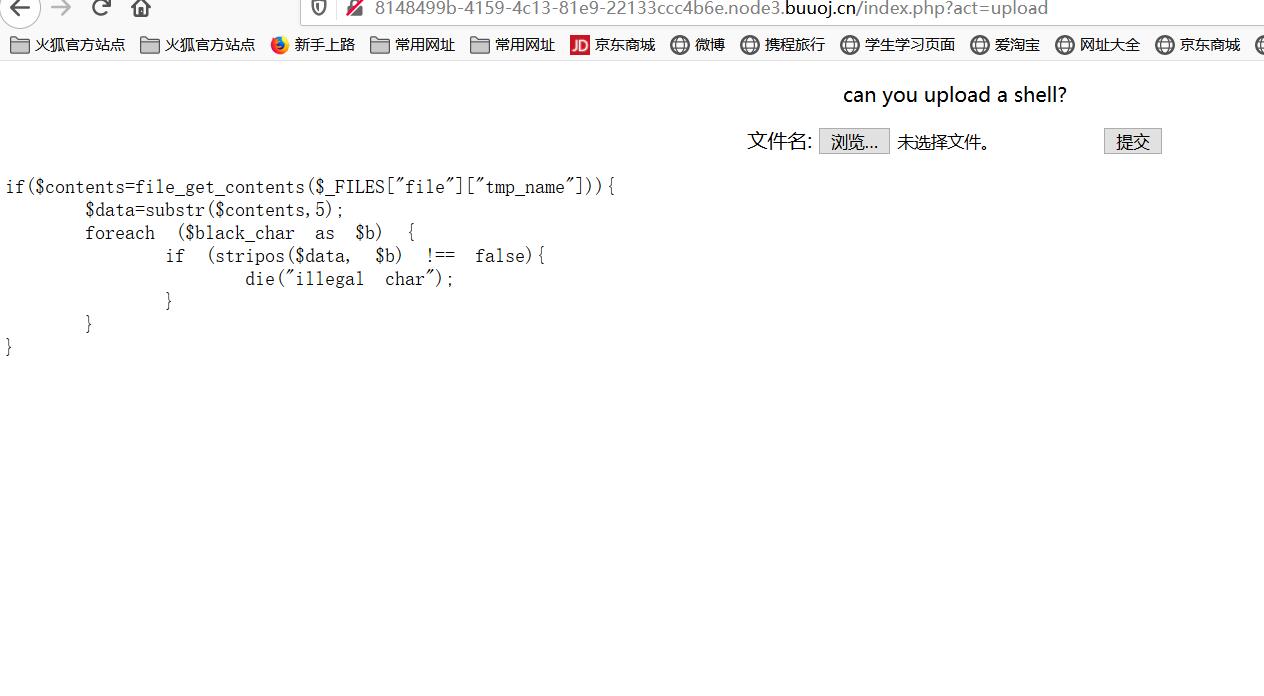 8148499b-4159-4c13-81e9-22133ccc4b6e.node3.buuoj.cn/index.php?act=upload
火狐官方站点 火狐官方站点 新手上路 常用网址 常用网址 JD 京东商城 微博 携程旅行 学生学习页面 爱淘宝 网址大全 京东商城
can you upload a shell?
文件名: 浏览... 未选择文件。 提交
if($contents=file_get_contents($_FILES["file"]["tmp_name"])){
$data=substr($contents,5);
foreach ($black_char as $b) {
if (stripos($data, $b) !== false){
die("illegal char");
}
}
}